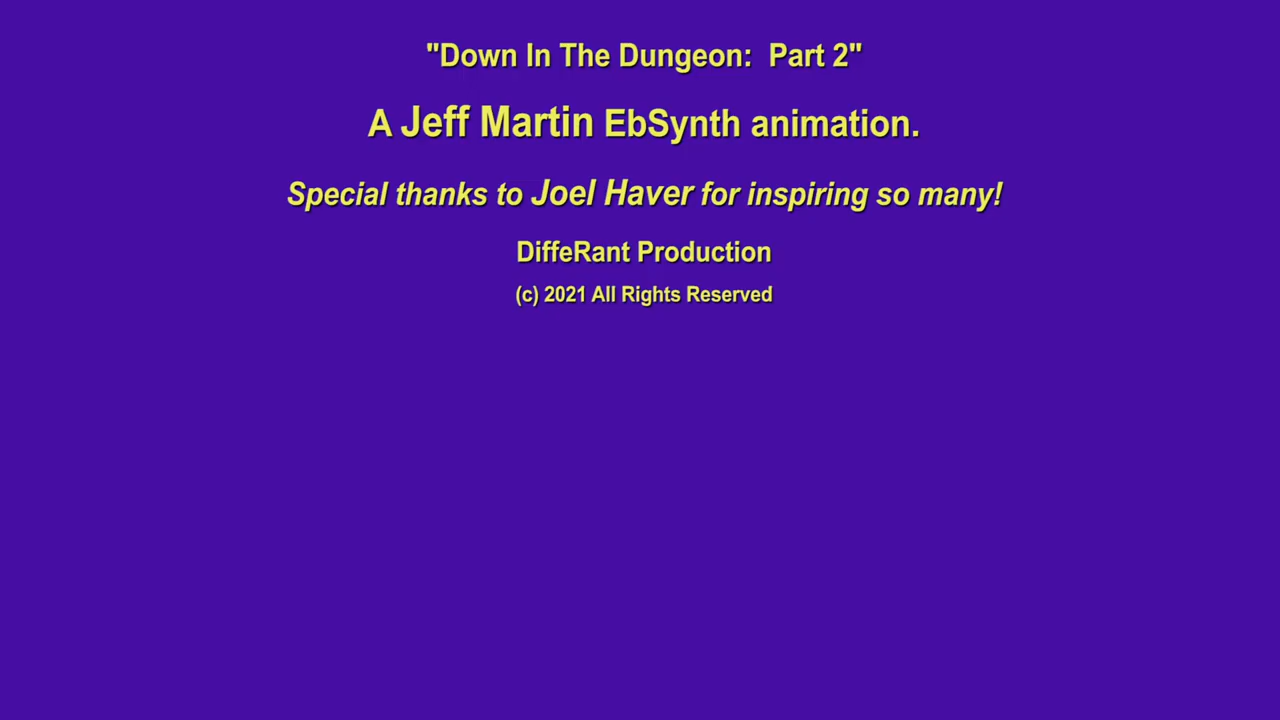 "Down In The Dungeon:  Part 2"
A Jeff Martin EbSynth animation.
Special thanks to Joel Haver for inspiring so many!
DiffeRant Production
(c) 2021 All Rights Reserved